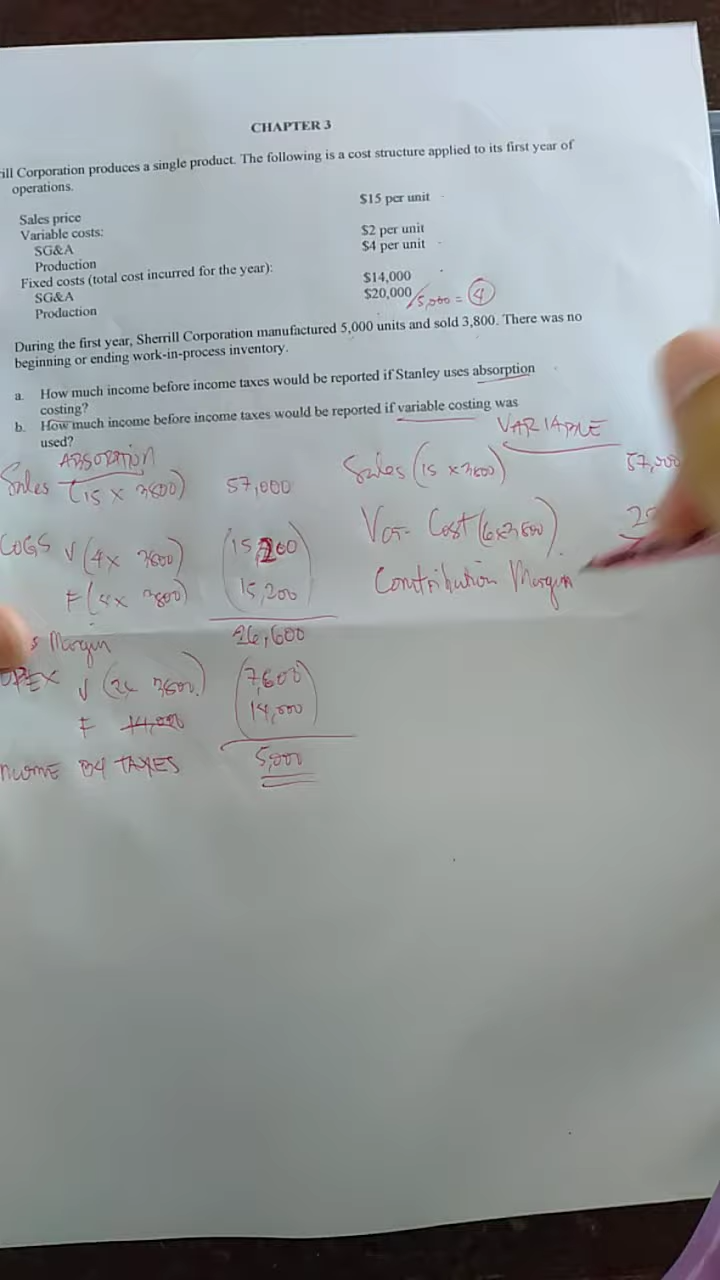 CHAPTER 3
ill Corporation produces a single product. The following is a cost structure applied to its first year of
operations.
Sales price $15 per unit
Variable costs:
SG&A $2 per unit
Production $4 per unit
Fixed costs (total cost incurred for the year):
SG&A $14,000
Production $20,000 /5,000 = 4
During the first year, Sherrill Corporation manufactured 5,000 units and sold 3,800. There was no
beginning or ending work-in-process inventory.
a. How much income before income taxes would be reported if Stanley uses absorption
costing?
b. How much income before income taxes would be reported if variable costing was
used?
ABSORPTION
Sales (15 x 3800) 57,000
COGS V (4x 3800) (15,200)
F (4x 3800) (15,200)
s Margin 26,600
OPEX V (2x 3800) (7,600)
F 14,000 (14,000)
ncome B4 TAXES 5,000
VARIABLE
Sales (15 x 3800) 57,000
Var. Cost (6x3800) 22
Contribution Margin